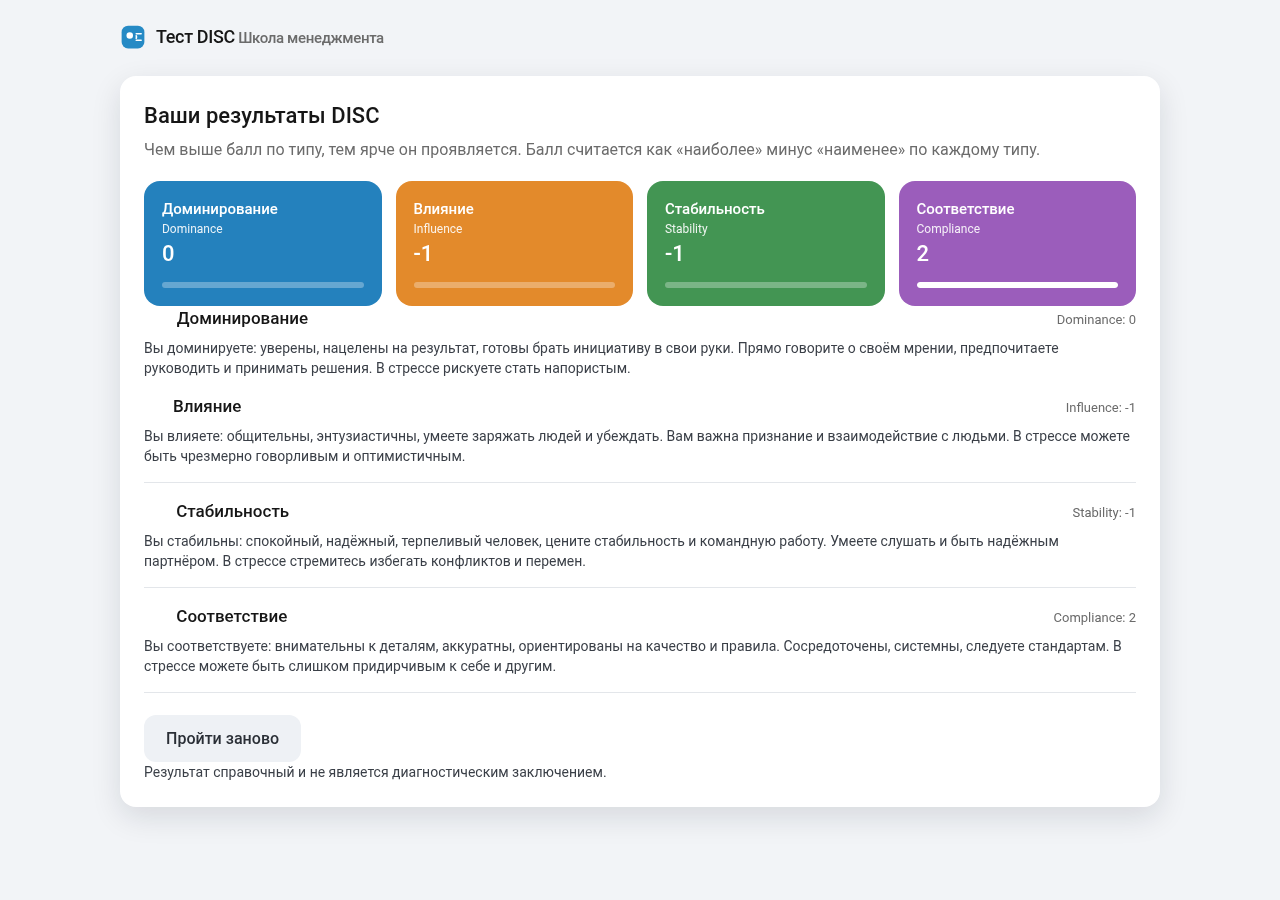 Тест DISC Школа менеджмента
Ваши результаты DISC
Чем выше балл по типу, тем ярче он проявляется. Балл считается как «наиболее» минус «наименее» по каждому типу.
Доминирование
Dominance
0
Влияние
Influence
-1
Стабильность
Stability
-1
Соответствие
Compliance
2
Доминирование
Dominance: 0
Вы доминируете: уверены, нацелены на результат, готовы брать инициативу в свои руки. Прямо говорите о своём мрении, предпочитаете
руководить и принимать решения. В стрессе рискуете стать напористым.
Влияние
Influence: -1
Вы влияете: общительны, энтузиастичны, умеете заряжать людей и убеждать. Вам важна признание и взаимодействие с людьми. В стрессе можете
быть чрезмерно говорливым и оптимистичным.
Стабильность
Stability: -1
Вы стабильны: спокойный, надёжный, терпеливый человек, цените стабильность и командную работу. Умеете слушать и быть надёжным
партнёром. В стрессе стремитесь избегать конфликтов и перемен.
Соответствие
Compliance: 2
Вы соответствуете: внимательны к деталям, аккуратны, ориентированы на качество и правила. Сосредоточены, системны, следуете стандартам. В
стрессе можете быть слишком придирчивым к себе и другим.
Пройти заново
Результат справочный и не является диагностическим заключением.